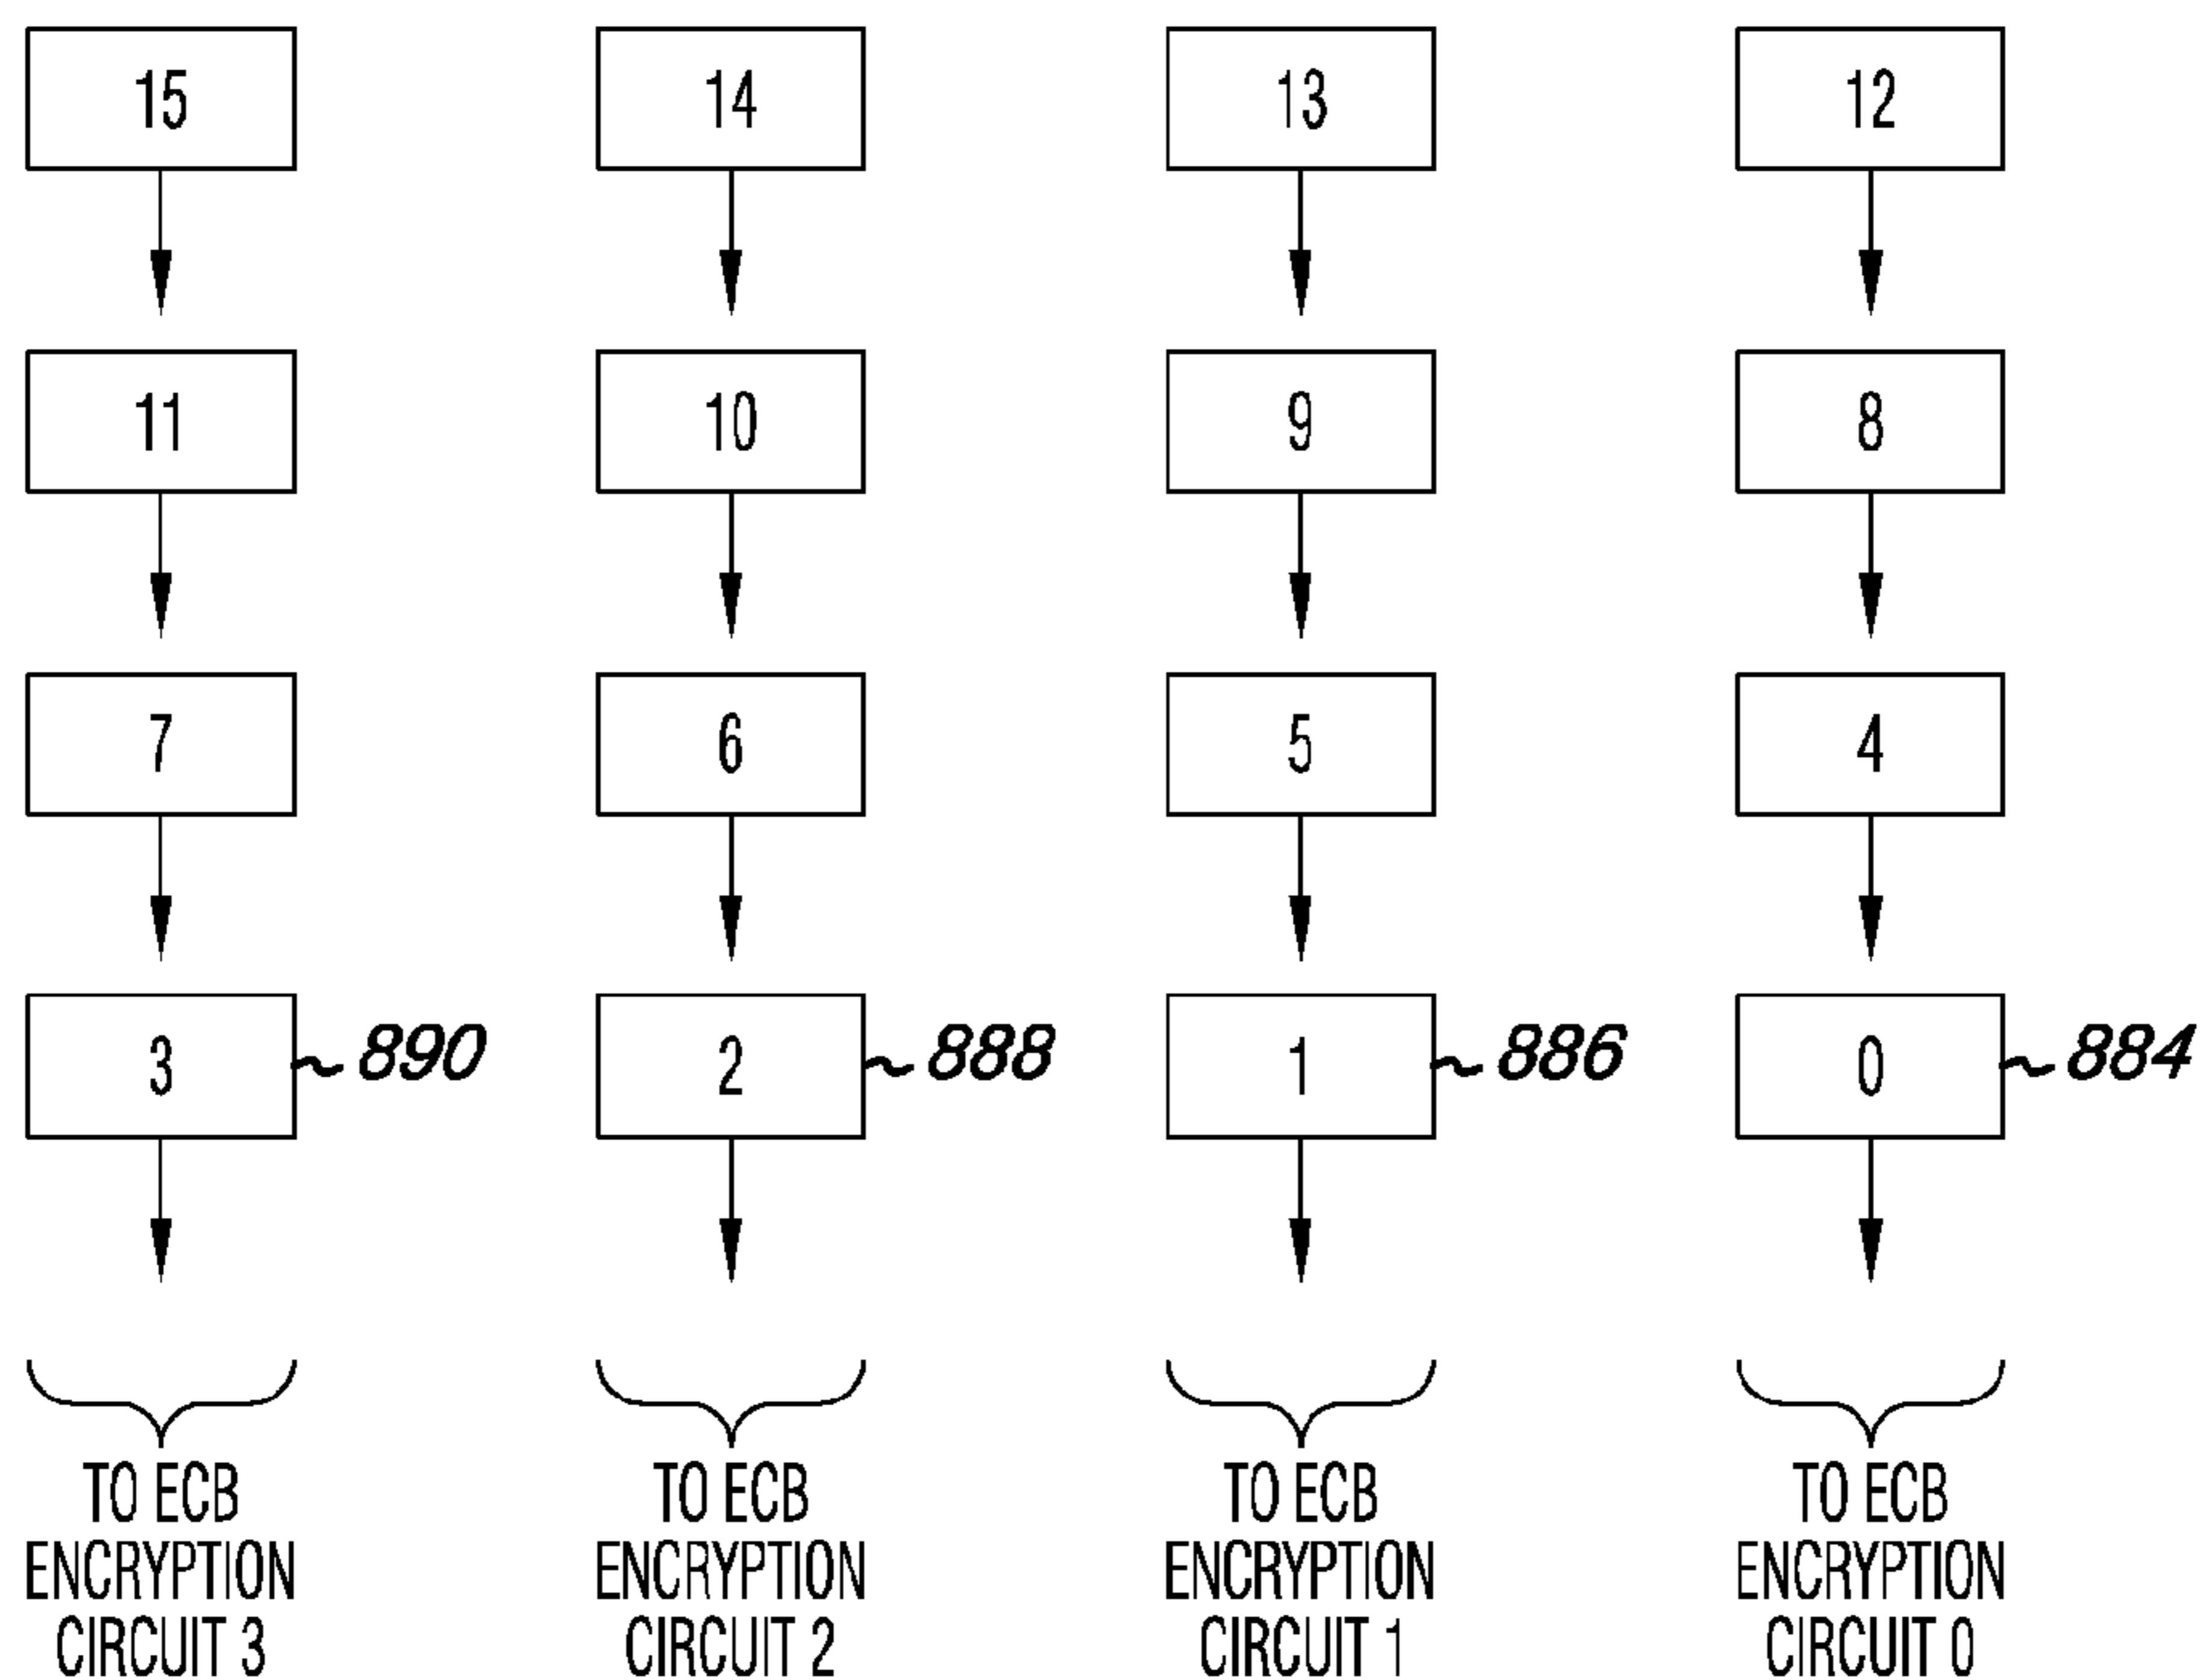 15 14 13 12
11 10 9 8
7 6 5 4
3 890 2 888 1 886 0 884
TO ECB
ENCRYPTION
CIRCUIT 3
TO ECB
ENCRYPTION
CIRCUIT 2
TO ECB
ENCRYPTION
CIRCUIT 1
TO ECB
ENCRYPTION
CIRCUIT 0